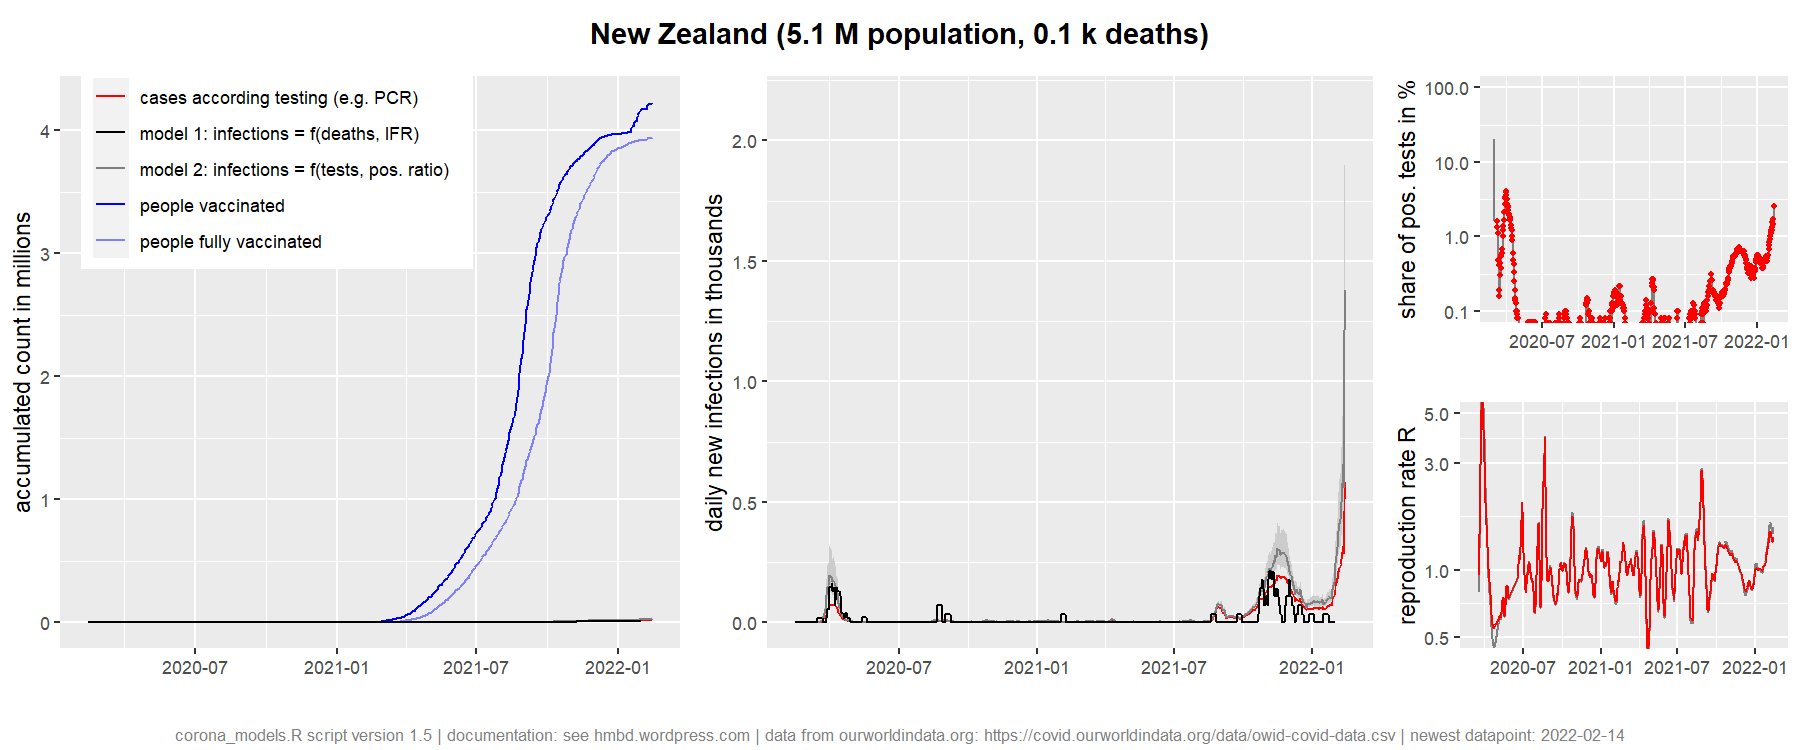 New Zealand (5.1 M population, 0.1 k deaths)
accumulated count in millions
4
3
2
1
0
cases according testing (e.g. PCR)
model 1: infections = f(deaths, IFR)
model 2: infections = f(tests, pos. ratio)
people vaccinated
people fully vaccinated
2020-07 2021-01 2021-07 2022-01
daily new infections in thousands
2.0
1.5
1.0
0.5
0.0
2020-07 2021-01 2021-07 2022-01
share of pos. tests in %
100.0
10.0
1.0
0.1
2020-07 2021-01 2021-07 2022-01
reproduction rate R
5.0
3.0
1.0
0.5
2020-07 2021-01 2021-07 2022-01
corona_models.R script version 1.5 | documentation: see hmbd.wordpress.com | data from ourworldindata.org: https://covid.ourworldindata.org/data/owid-covid-data.csv | newest datapoint: 2022-02-14